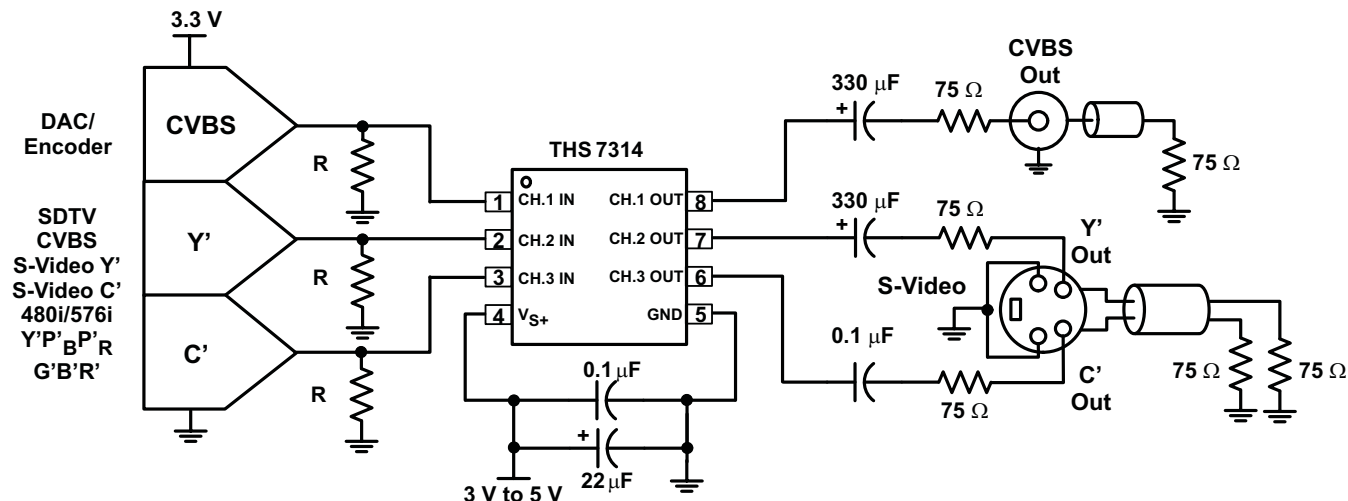 3.3 V
DAC/
Encoder
CVBS
Y’
C’
SDTV
CVBS
S-Video Y’
S-Video C’
480i/576i
Y’P’BP’R
G’B’R’
R
R
R
THS 7314
1 CH.1 IN
2 CH.2 IN
3 CH.3 IN
4 VS+
CH.1 OUT 8
CH.2 OUT 7
CH.3 OUT 6
GND 5
0.1 μF
+
22 μF
3 V to 5 V
330 μF
+
75 Ω
CVBS
Out
75 Ω
330 μF
+
75 Ω
Y’
Out
S-Video
0.1 μF
75 Ω
C’
Out
75 Ω
75 Ω